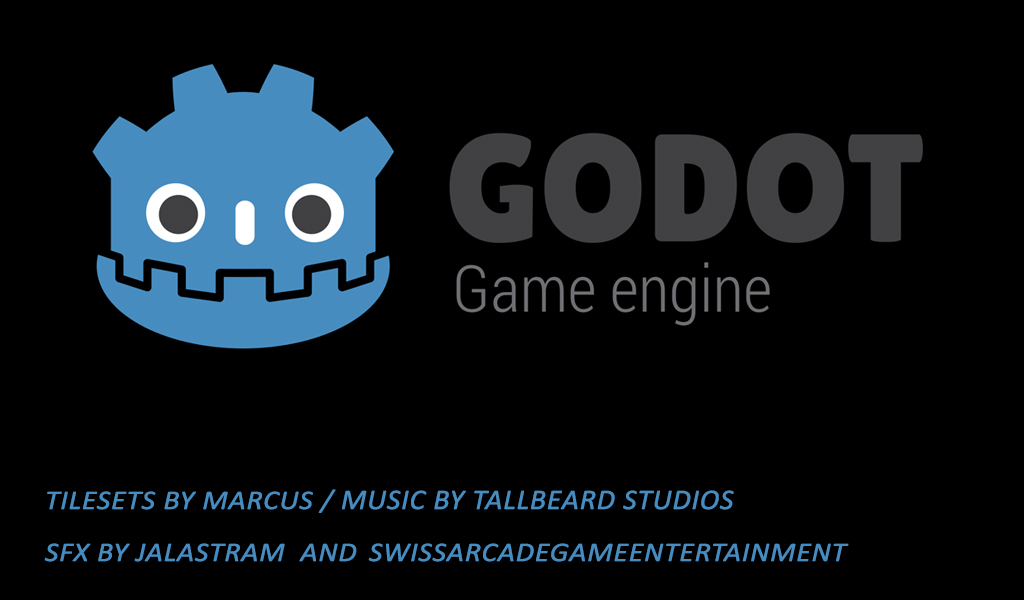 GODOT
Game engine
TILESETS BY MARCUS / MUSIC BY TALLBEARD STUDIOS
SFX BY JALASTRAM AND SWISSARCADEGAMEENTERTAINMENT